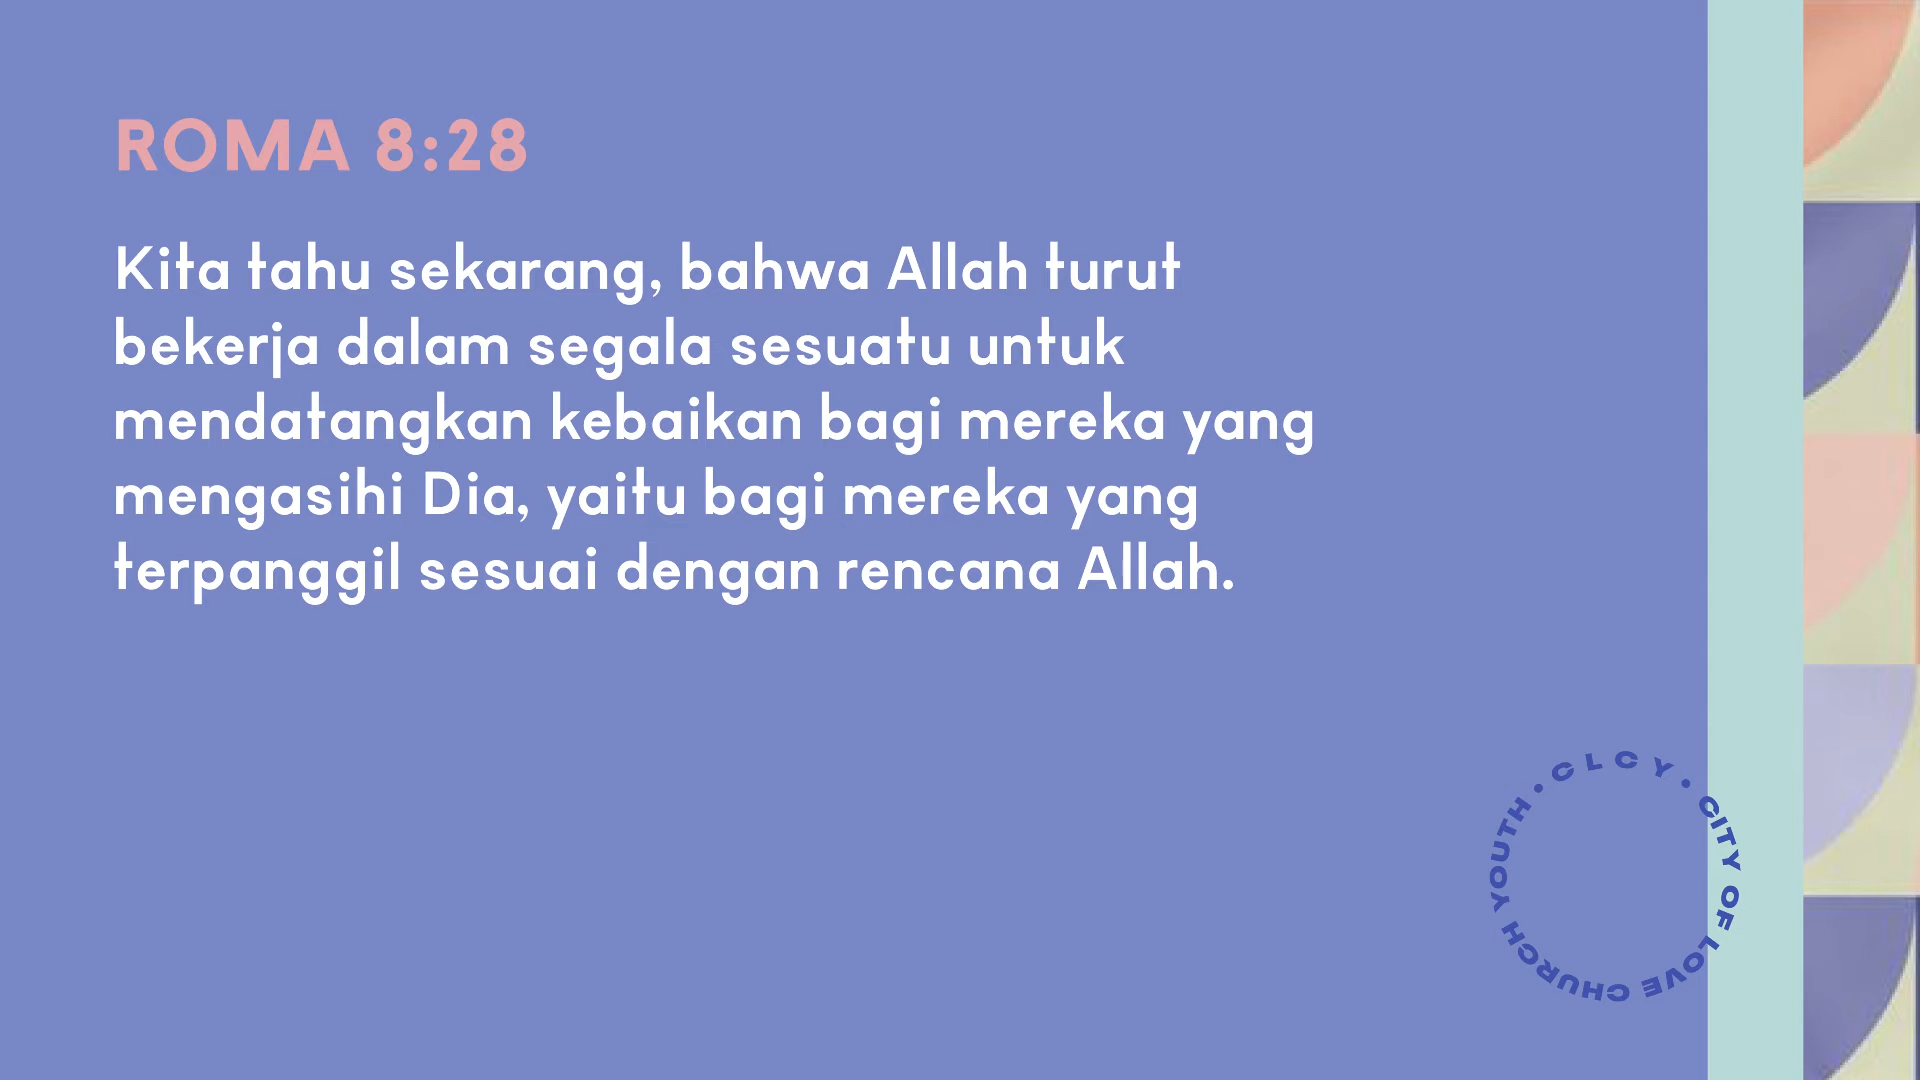 ROMA 8:28
Kita tahu sekarang, bahwa Allah turut
bekerja dalam segala sesuatu untuk
mendatangkan kebaikan bagi mereka yang
mengasihi Dia, yaitu bagi mereka yang
terpanggil sesuai dengan rencana Allah.
• CLCY • CITY OF LOVE CHURCH YOUTH